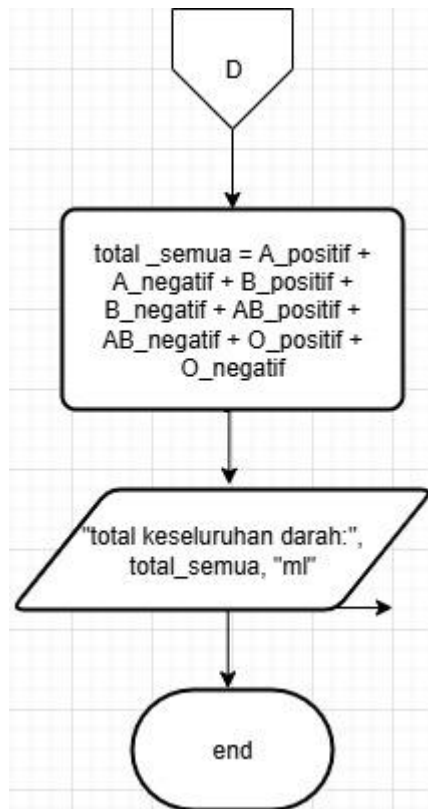 D
total _semua = A_positif +
A_negatif + B_positif +
B_negatif + AB_positif +
AB_negatif + O_positif +
O_negatif
"total keseluruhan darah:",
total_semua, "ml"
end